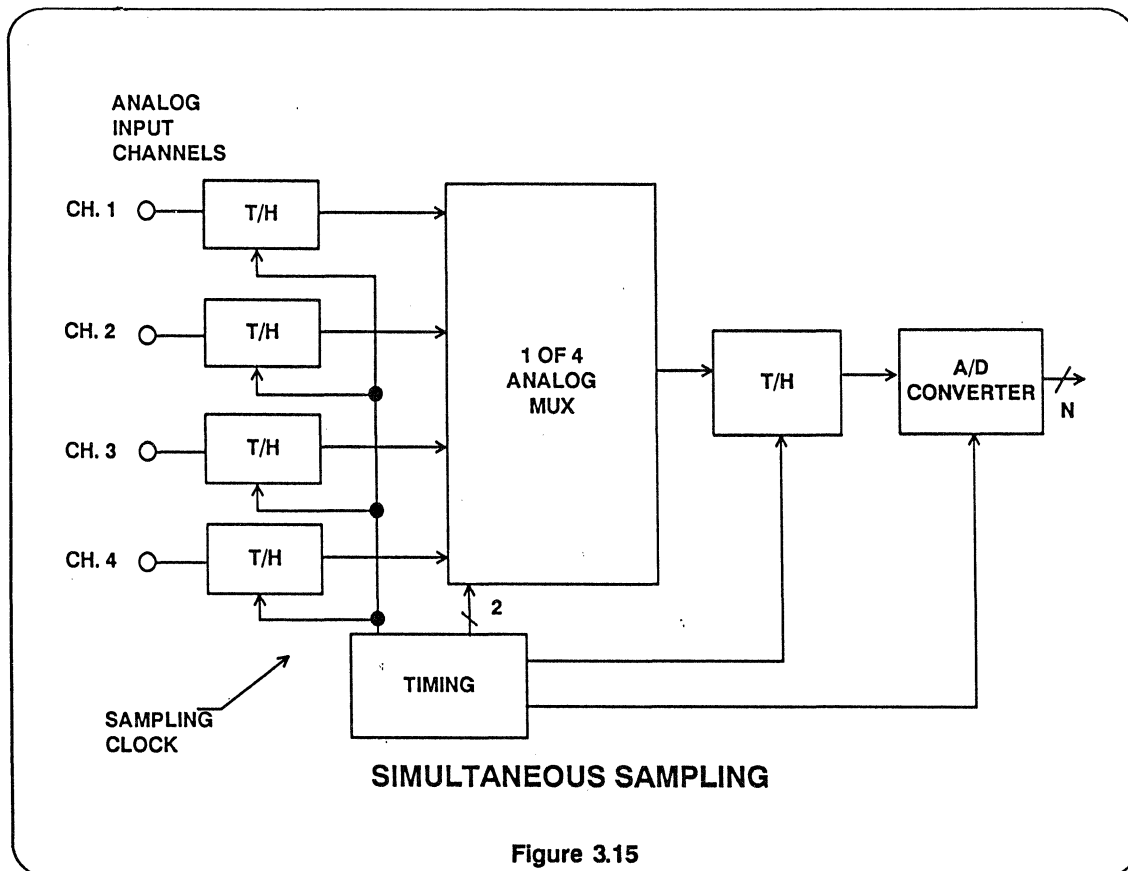 ANALOG
INPUT
CHANNELS
CH. 1
T/H
CH. 2
T/H
CH. 3
T/H
CH. 4
T/H
1 OF 4
ANALOG
MUX
T/H
A/D
CONVERTER
N
2
TIMING
SAMPLING
CLOCK
SIMULTANEOUS SAMPLING
Figure 3.15